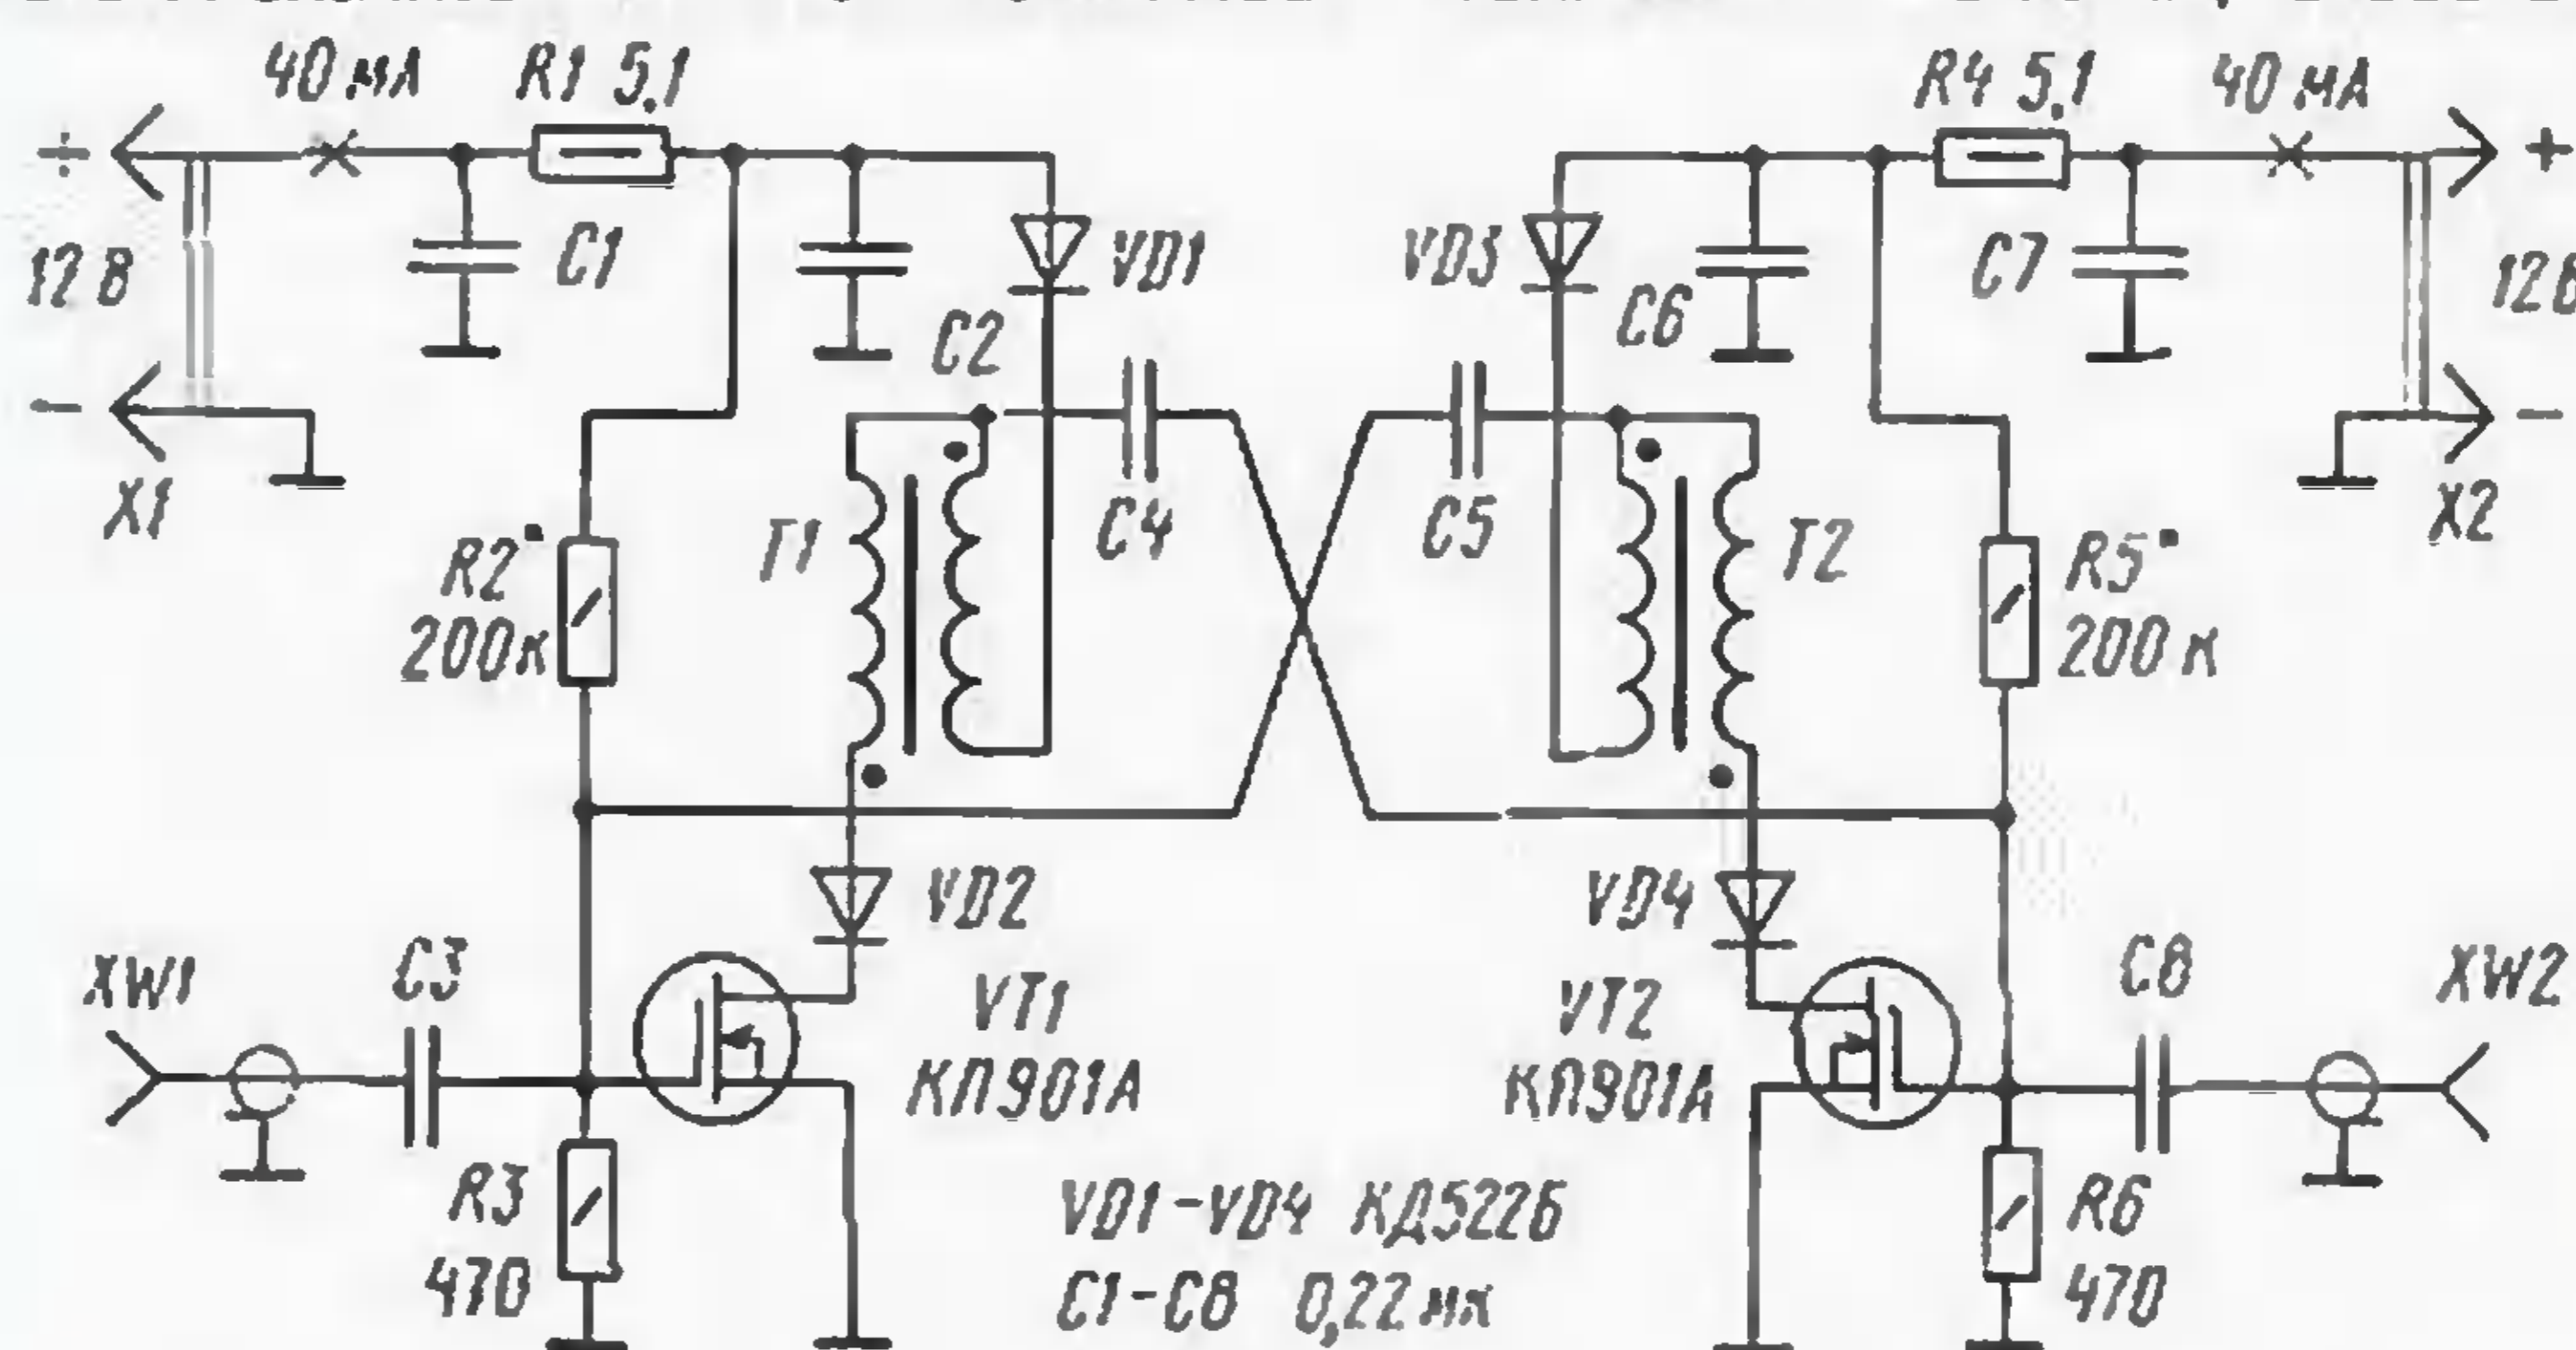 40 мА
R1 5,1
R4 5,1
40 мА
÷
+
12 В
C1
VD1
VD3
C6
C7
12В
C2
−
−
X1
C4
C5
X2
R2*
200к
T1
T2
R5*
200 к
XW1
C3
VD2
VT1
КП901А
VD4
VT2
КП901А
C8
XW2
R3
470
VD1-VD4 КД522Б
C1-C8 0,22 мк
R6
470